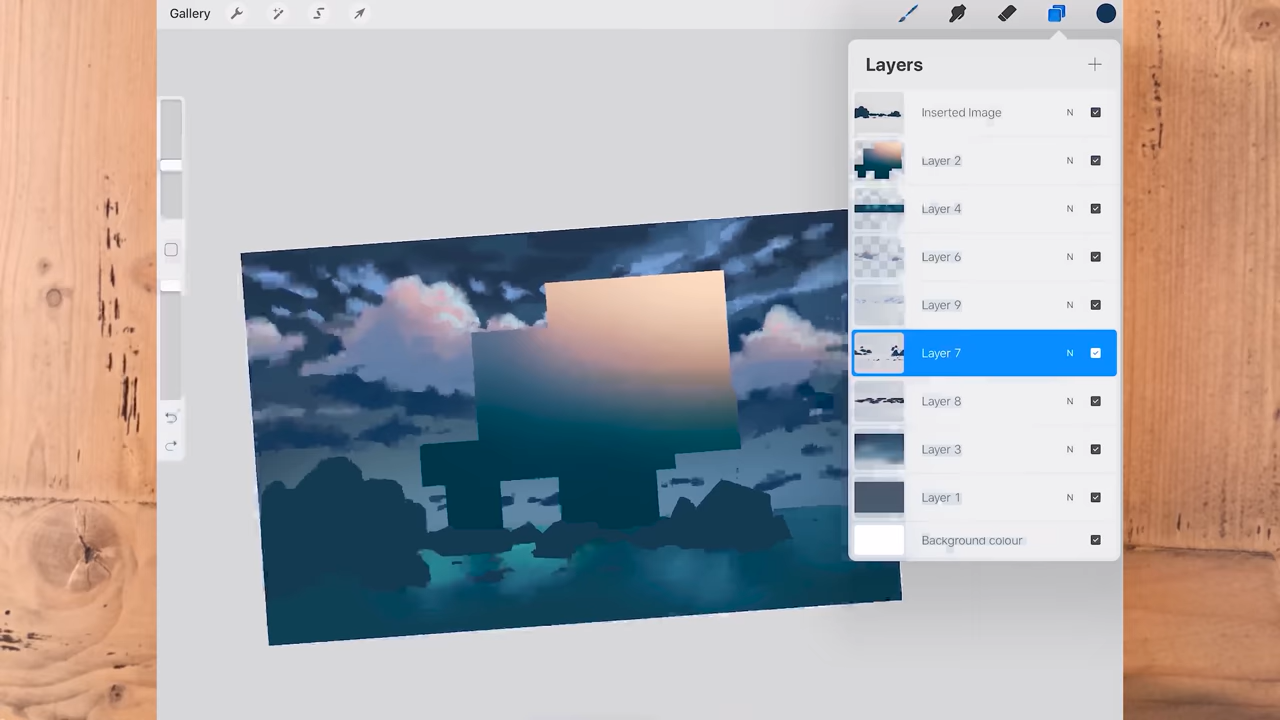 Gallery
Layers
Inserted Image N
Layer 2 N
Layer 4 N
Layer 6 N
Layer 9 N
Layer 7 N
Layer 8 N
Layer 3 N
Layer 1 N
Background colour